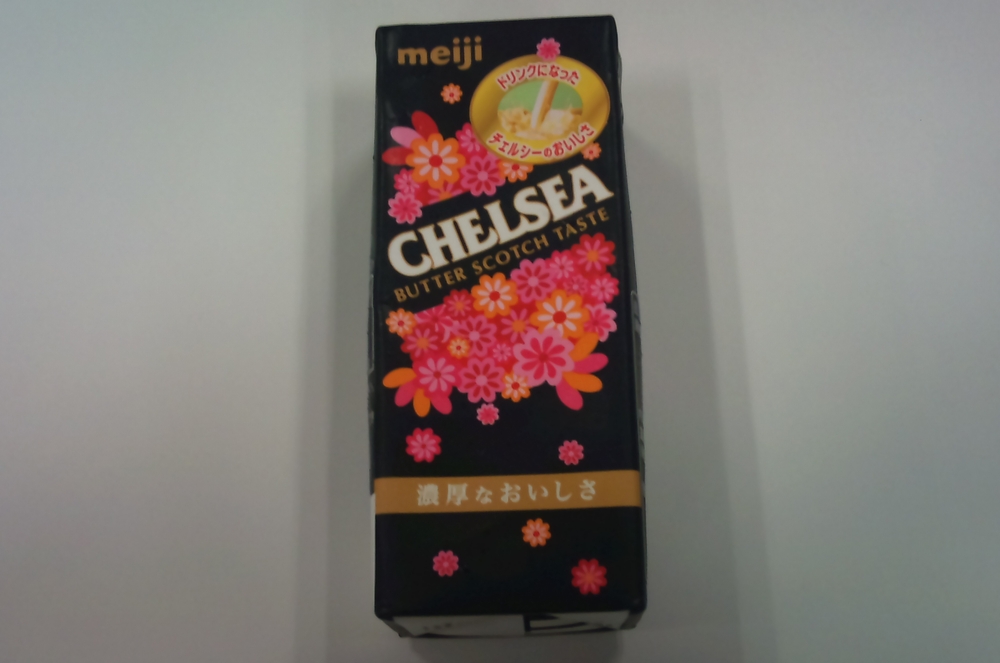 meiji
ドリンクになった
チェルシーのおいしさ
CHELSEA
BUTTER SCOTCH TASTE
濃厚なおいしさ